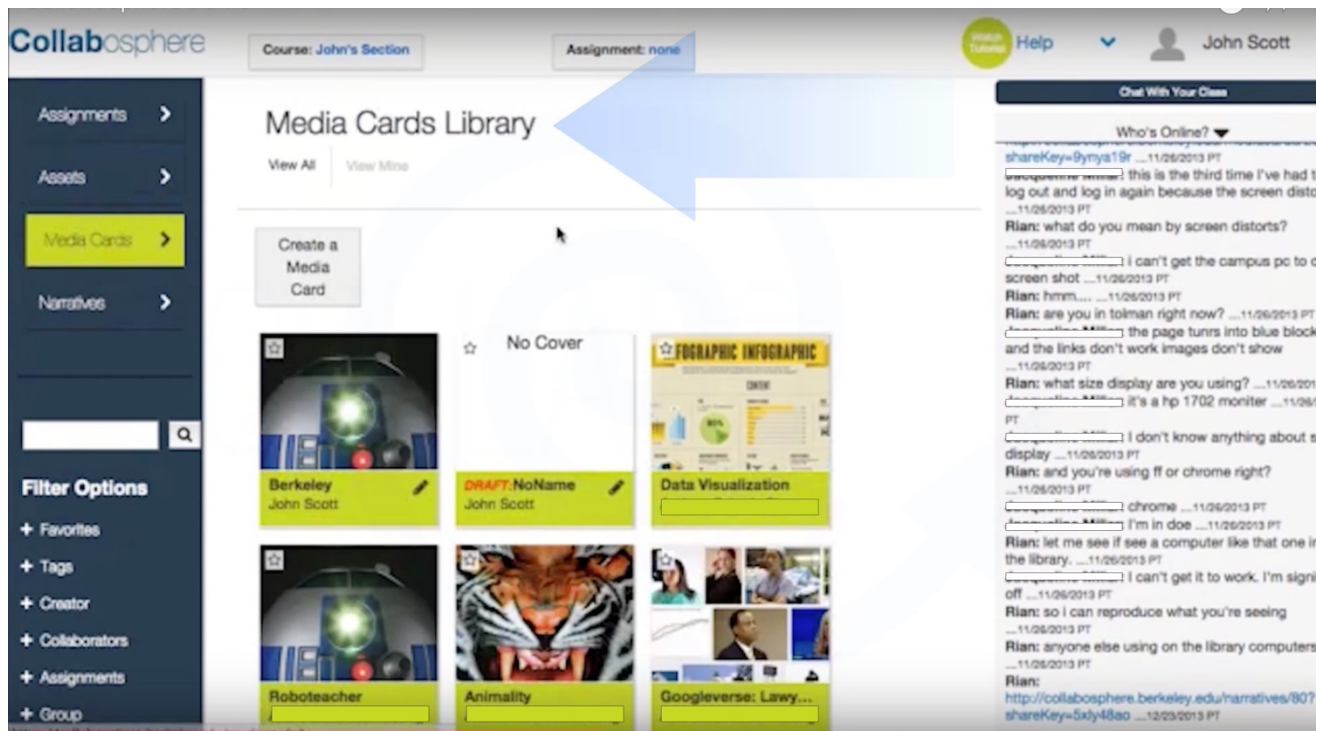 Collabosphere
Course: John's Section
Assignment: none
Watch
Tutorial
Help
John Scott
Assignments
Assets
Media Cards
Narratives
Filter Options
+ Favorites
+ Tags
+ Creator
+ Collaborators
+ Assignments
+ Group
Media Cards Library
View All
View Mine
Create a
Media
Card
Berkeley
John Scott
No Cover
DRAFT:NoName
John Scott
INFOGRAPHIC
CONTENT
80%
Data Visualization
Roboteacher
Animality
Googleverse: Lawy...
Chat With Your Class
Who's Online?
shareKey=9ynya19r ....11/26/2013 PT
: this is the third time I've had t
log out and log in again because the screen disto
....11/26/2013 PT
Rian: what do you mean by screen distorts?
....11/26/2013 PT
: i can't get the campus pc to
screen shot ....11/26/2013 PT
Rian: hmm.... ....11/26/2013 PT
Rian: are you in tolman right now? ....11/26/2013 PT
: the page tunrs into blue block
and the links don't work images don't show
....11/26/2013 PT
Rian: what size display are you using? ....11/26/201
: it's a hp 1702 moniter ....11/26/
PT
: I don't know anything about s
display ....11/26/2013 PT
Rian: and you're using ff or chrome right?
....11/26/2013 PT
: chrome ....11/26/2013 PT
: I'm in doe ....11/26/2013 PT
Rian: let me see if see a computer like that one in
the library. ....11/26/2013 PT
: I can't get it to work. I'm signi
off ....11/26/2013 PT
Rian: so i can reproduce what you're seeing
....11/26/2013 PT
Rian: anyone else using on the library computers
....11/26/2013 PT
Rian:
http://collabosphere.berkeley.edu/narratives/80?
shareKey=5xly48ao ....12/23/2013 PT